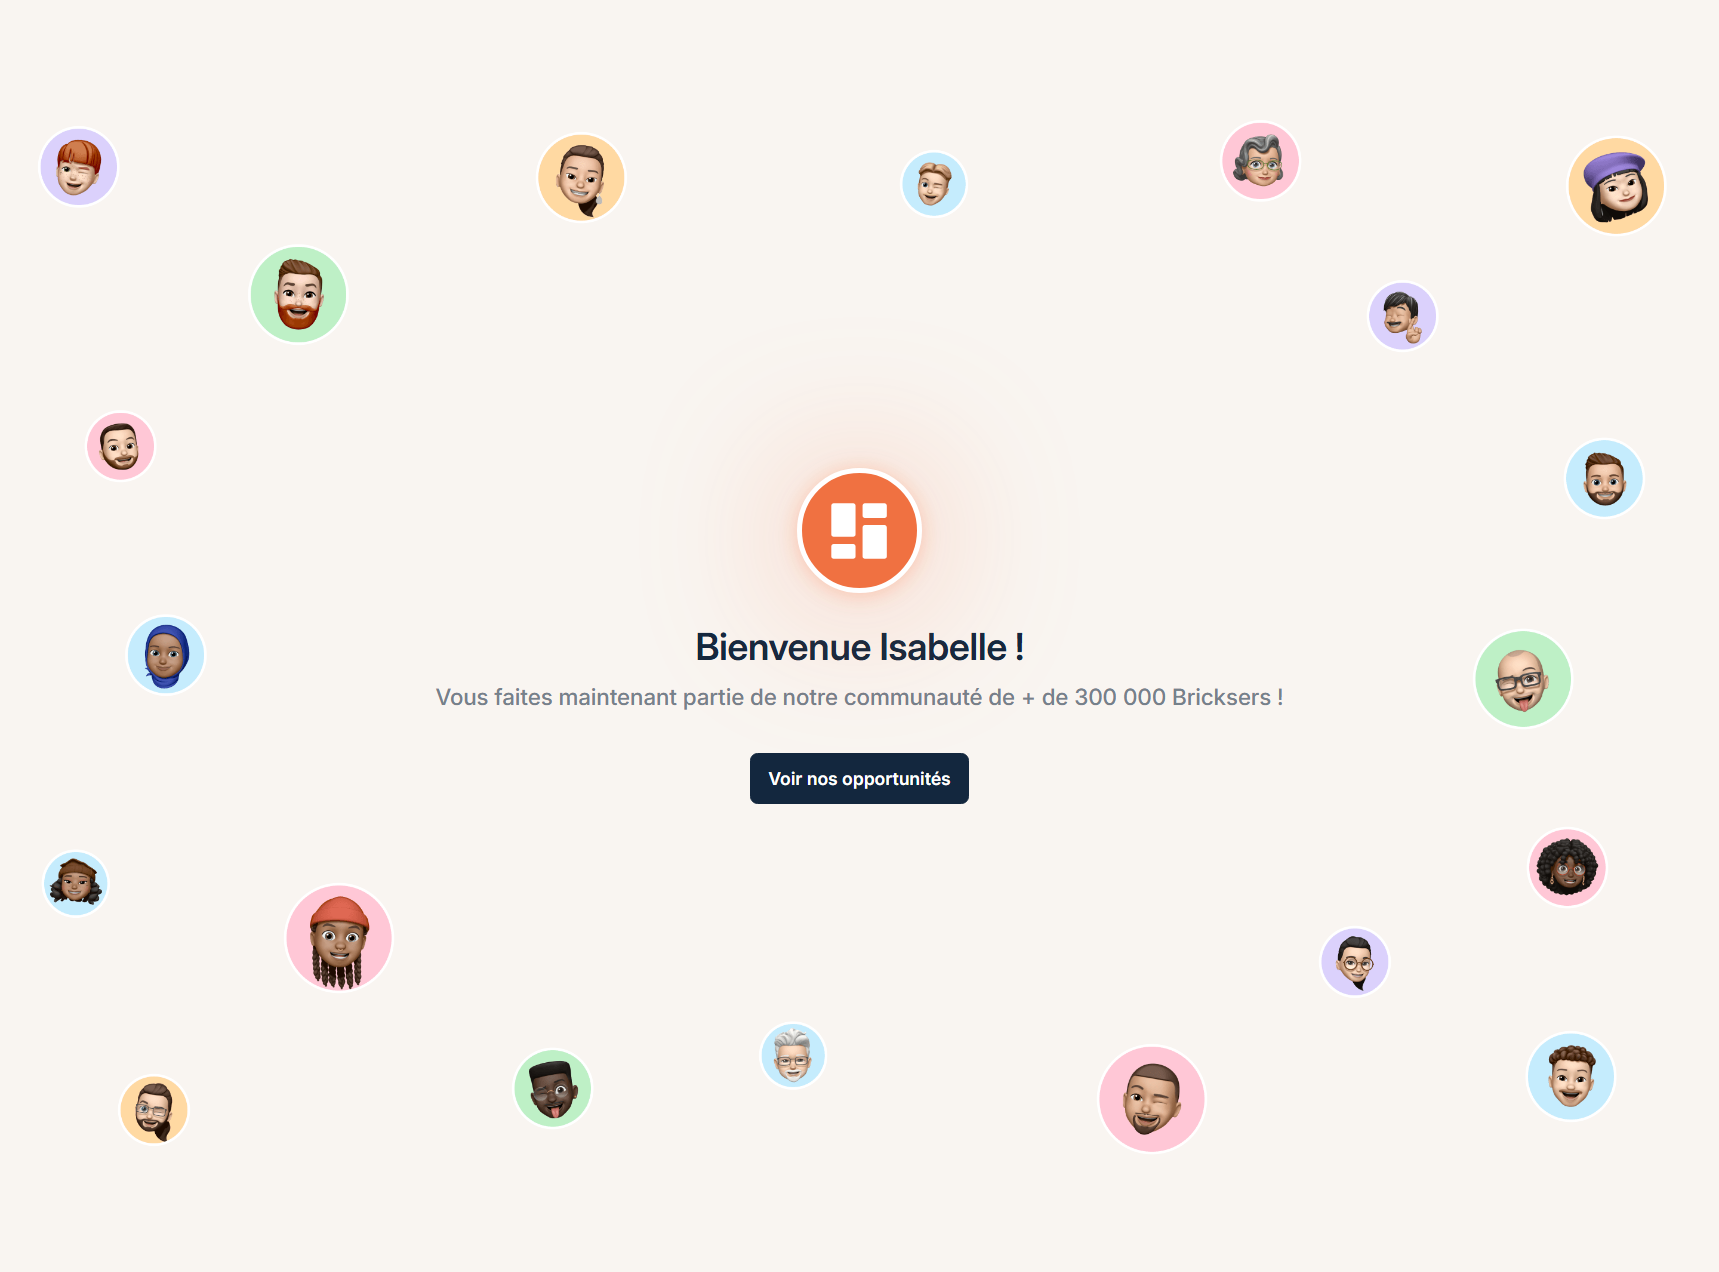 Bienvenue Isabelle !
Vous faites maintenant partie de notre communauté de + de 300 000 Bricksers !
Voir nos opportunités